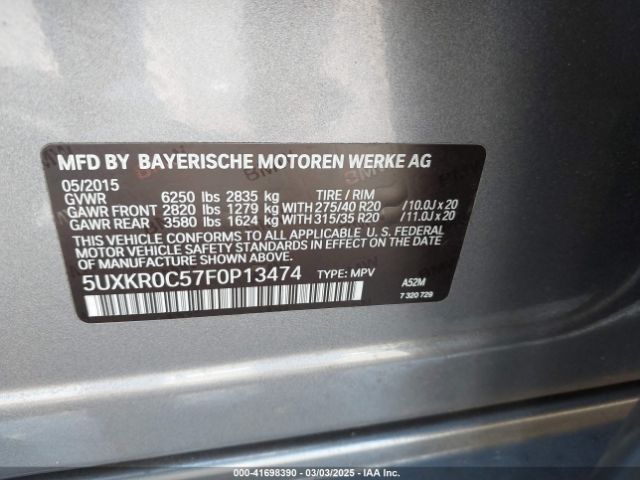 MFD BY BAYERISCHE MOTOREN WERKE AG
05/2015
GVWR 6250 lbs 2835 kg TIRE / RIM
GAWR FRONT 2820 lbs 1279 kg WITH 275/40 R20 /10.0J x 20
GAWR REAR 3580 lbs 1624 kg WITH 315/35 R20 /11.0J x 20
THIS VEHICLE CONFORMS TO ALL APPLICABLE U. S. FEDERAL
MOTOR VEHICLE SAFETY STANDARDS IN EFFECT ON THE DATE
OF MANUFACTURE SHOWN ABOVE.
5UXKR0C57F0P13474 TYPE: MPV
A52M
7 320 729
000-41698390 — 03/03/2025 — IAA Inc.